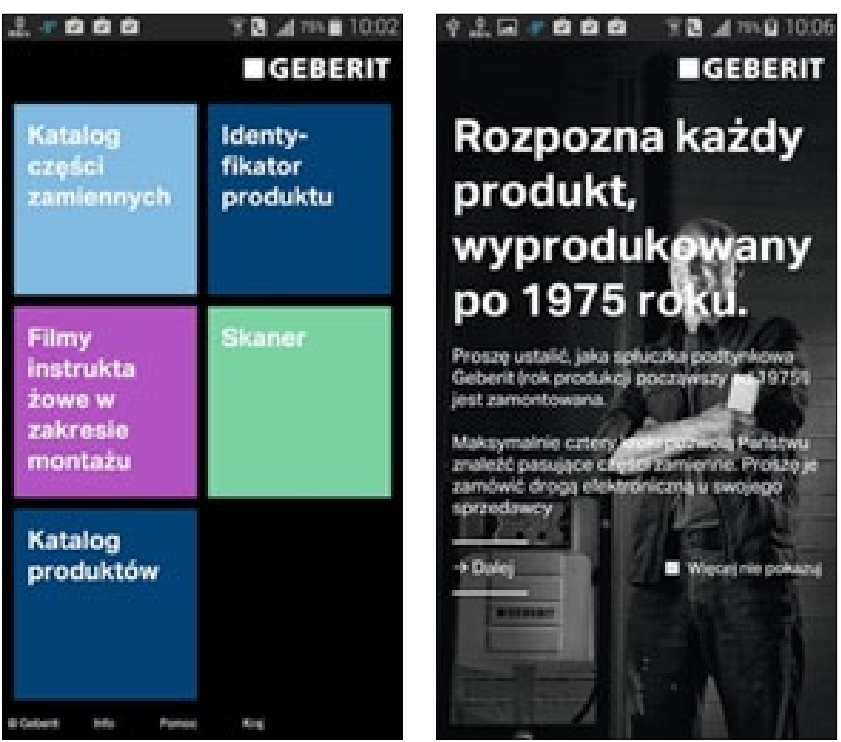 75% 10:02
GEBERIT
Katalog
części
zamiennych
Identy-
fikator
produktu
Filmy
instrukta
żowe w
zakresie
montażu
Skaner
Katalog
produktów
© Geberit Info Pomoc Kraj
75% 10:06
GEBERIT
Rozpozna każdy
produkt,
wyprodukowany
po 1975 roku.
Proszę ustalić, jaka spłuczka podtynkowa
Geberit (rok produkcji począwszy od 1975!)
jest zamontowana.
Maksymalnie cztery kroki pozwolą Państwu
znaleźć pasujące części zamienne. Proszę je
zamówić drogą elektroniczną u swojego
sprzedawcy
→ Dalej
Więcej nie pokazuj
GEBERIT